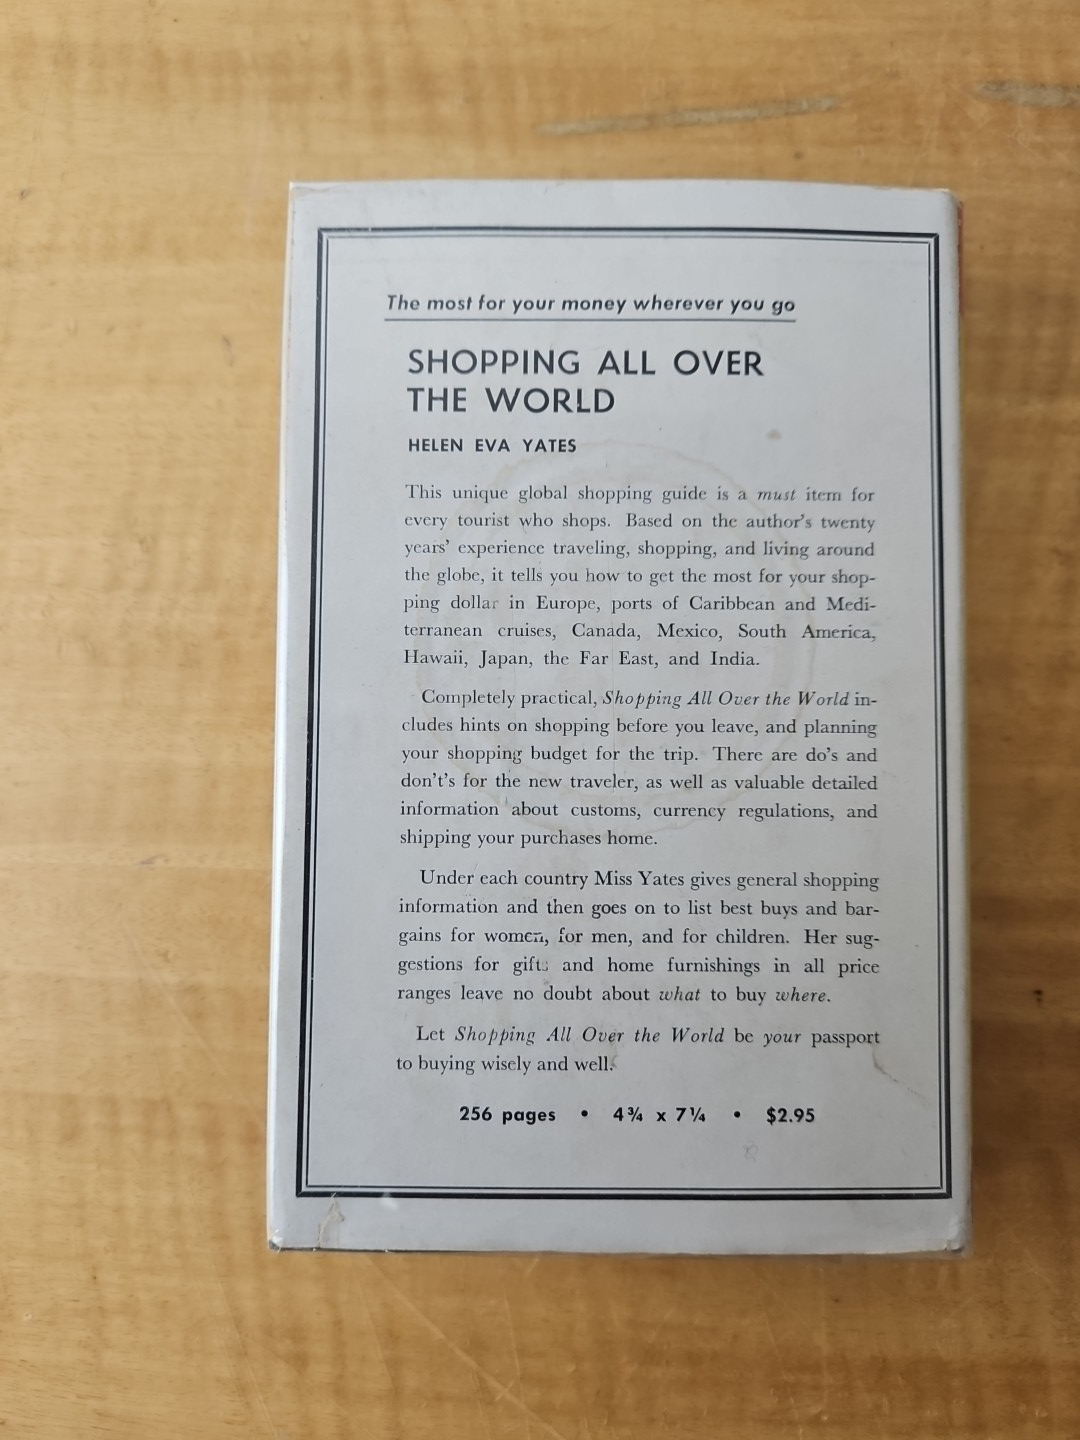 The most for your money wherever you go
SHOPPING ALL OVER
THE WORLD
HELEN EVA YATES
This unique global shopping guide is a must item for
every tourist who shops. Based on the author's twenty
years' experience traveling, shopping, and living around
the globe, it tells you how to get the most for your shop-
ping dollar in Europe, ports of Caribbean and Medi-
terranean cruises, Canada, Mexico, South America,
Hawaii, Japan, the Far East, and India.
Completely practical, Shopping All Over the World in-
cludes hints on shopping before you leave, and planning
your shopping budget for the trip. There are do's and
don't's for the new traveler, as well as valuable detailed
information about customs, currency regulations, and
shipping your purchases home.
Under each country Miss Yates gives general shopping
information and then goes on to list best buys and bar-
gains for women, for men, and for children. Her sug-
gestions for gifts and home furnishings in all price
ranges leave no doubt about what to buy where.
Let Shopping All Over the World be your passport
to buying wisely and well.
256 pages • 4¾ x 7¼ • $2.95